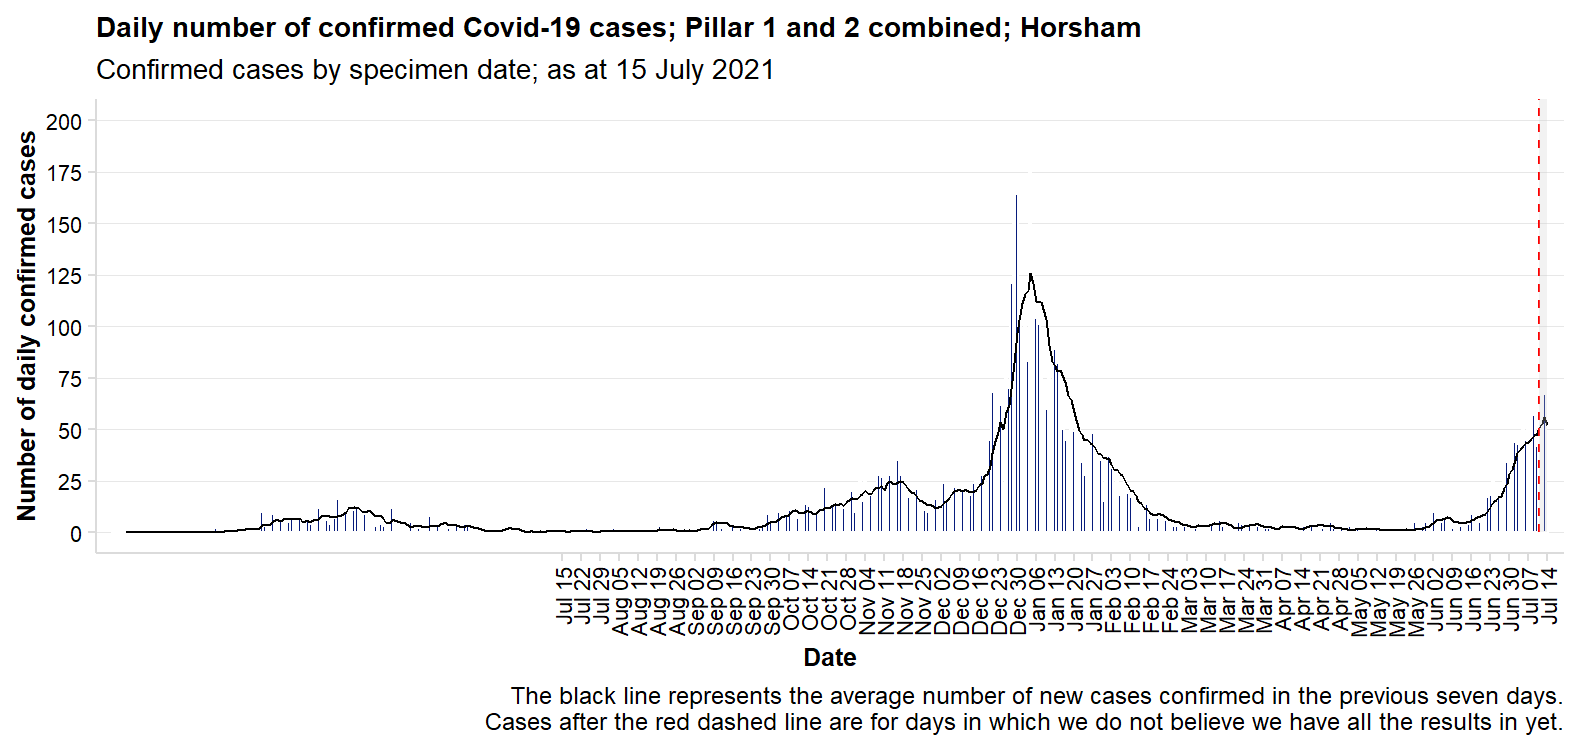 Daily number of confirmed Covid-19 cases; Pillar 1 and 2 combined; Horsham
Confirmed cases by specimen date; as at 15 July 2021
Number of daily confirmed cases
200
175
150
125
100
75
50
25
0
Jul 15
Jul 22
Jul 29
Aug 05
Aug 12
Aug 19
Aug 26
Sep 02
Sep 09
Sep 16
Sep 23
Sep 30
Oct 07
Oct 14
Oct 21
Oct 28
Nov 04
Nov 11
Nov 18
Nov 25
Dec 02
Dec 09
Dec 16
Dec 23
Dec 30
Jan 06
Jan 13
Jan 20
Jan 27
Feb 03
Feb 10
Feb 17
Feb 24
Mar 03
Mar 10
Mar 17
Mar 24
Mar 31
Apr 07
Apr 14
Apr 21
Apr 28
May 05
May 12
May 19
May 26
Jun 02
Jun 09
Jun 16
Jun 23
Jun 30
Jul 07
Jul 14
Date
The black line represents the average number of new cases confirmed in the previous seven days.
Cases after the red dashed line are for days in which we do not believe we have all the results in yet.